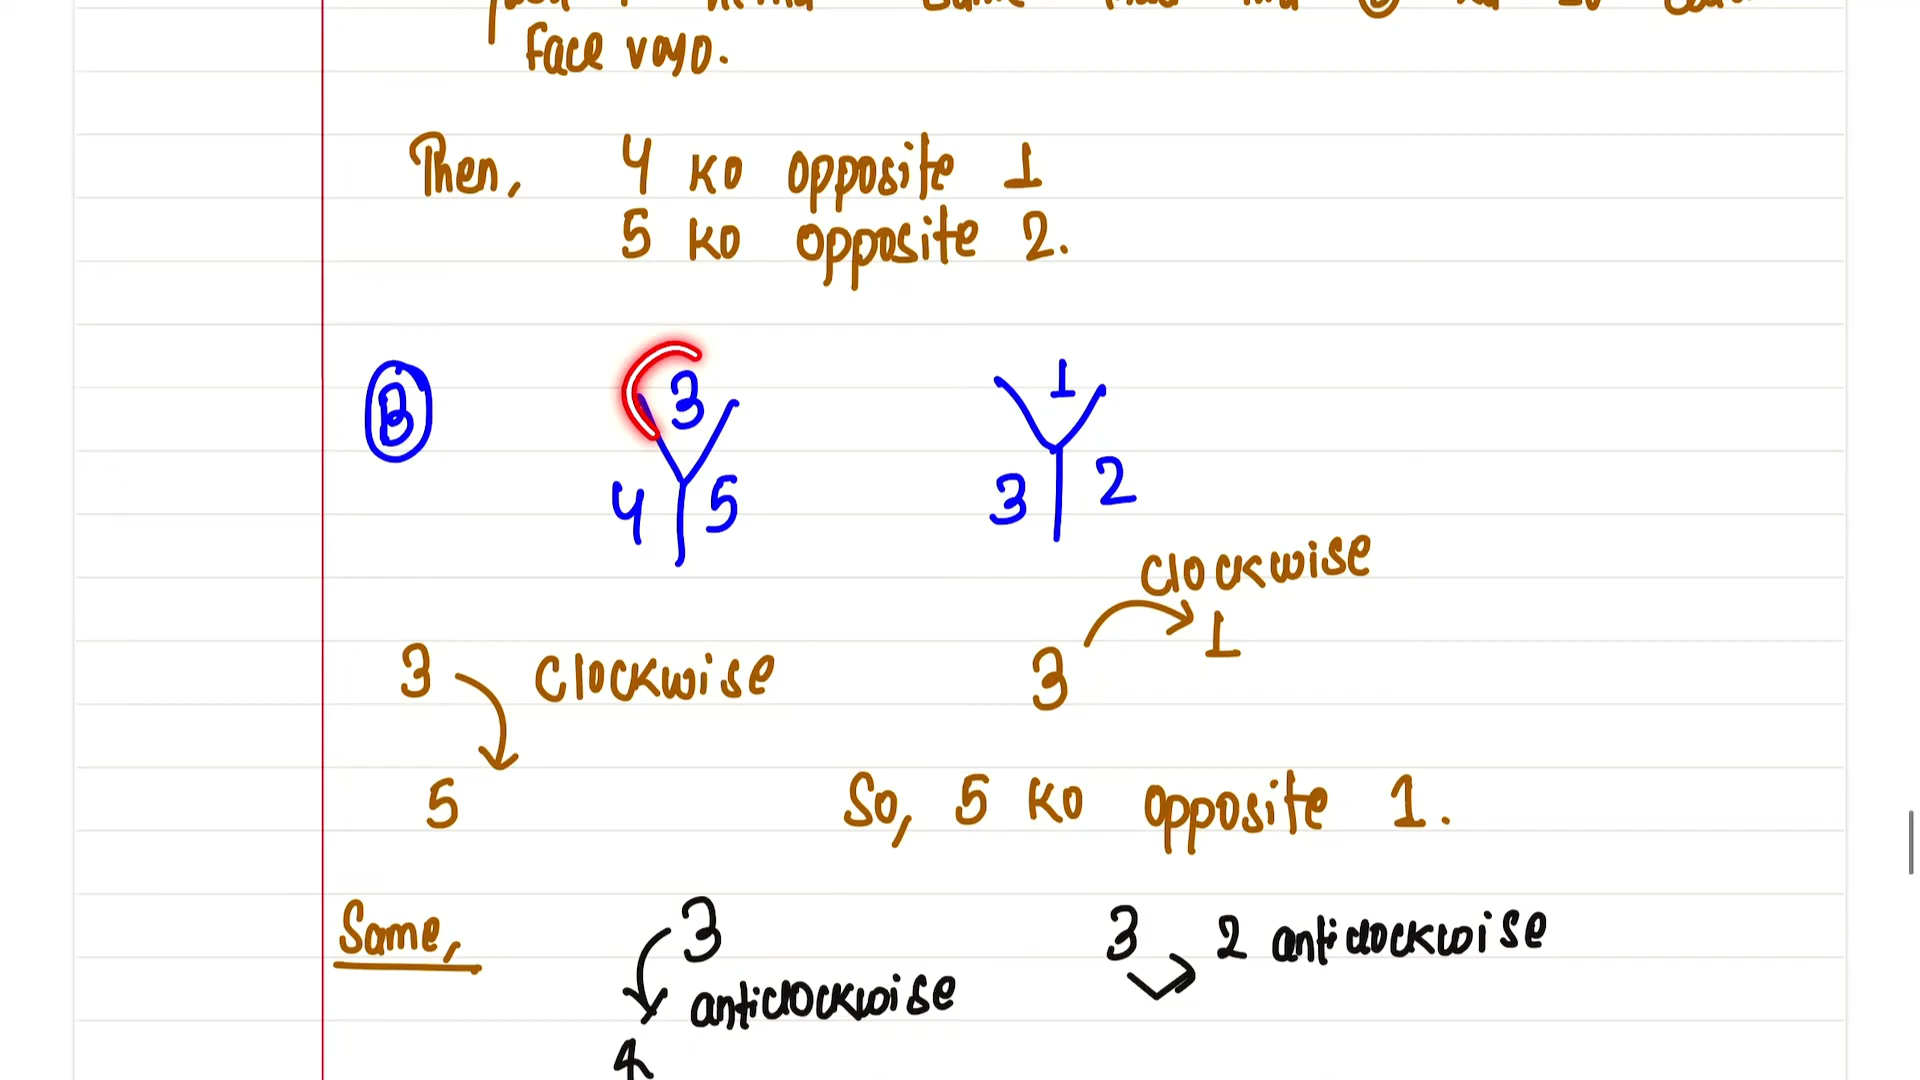 same
face vayo.
Then, 4 ko opposite 1
5 ko opposite 2.
B 3 1
4 5 3 2
clockwise
3 clockwise 3 1
5 So, 5 ko opposite 1.
Same, 3 3 2 anticlockwise
anticlockwise
4